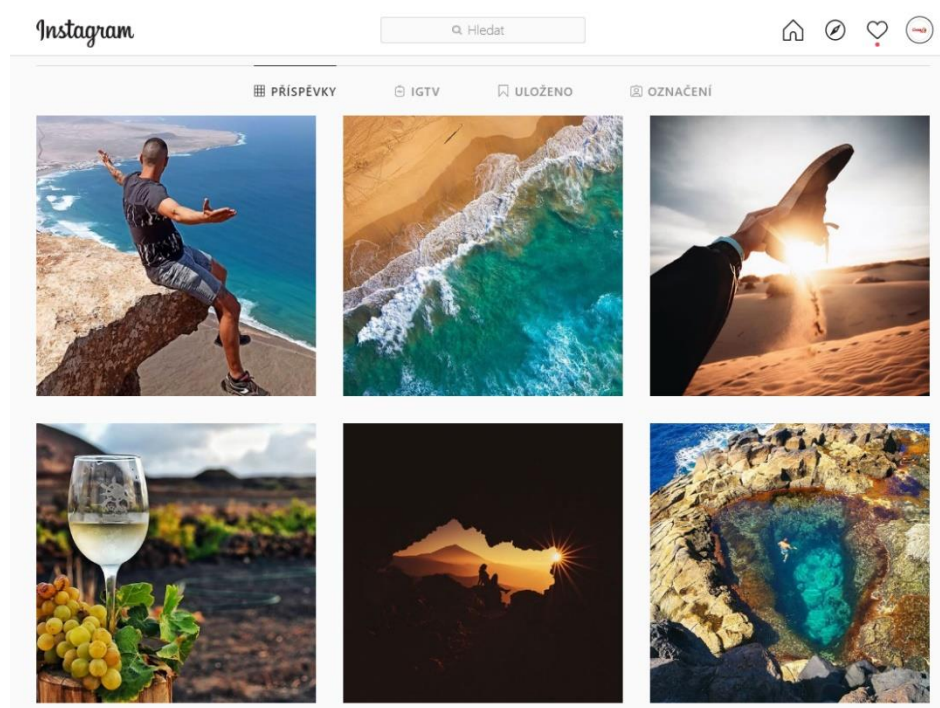 Instagram
Hledat
PŘÍSPĚVKY
IGTV
ULOŽENO
OZNAČENÍ